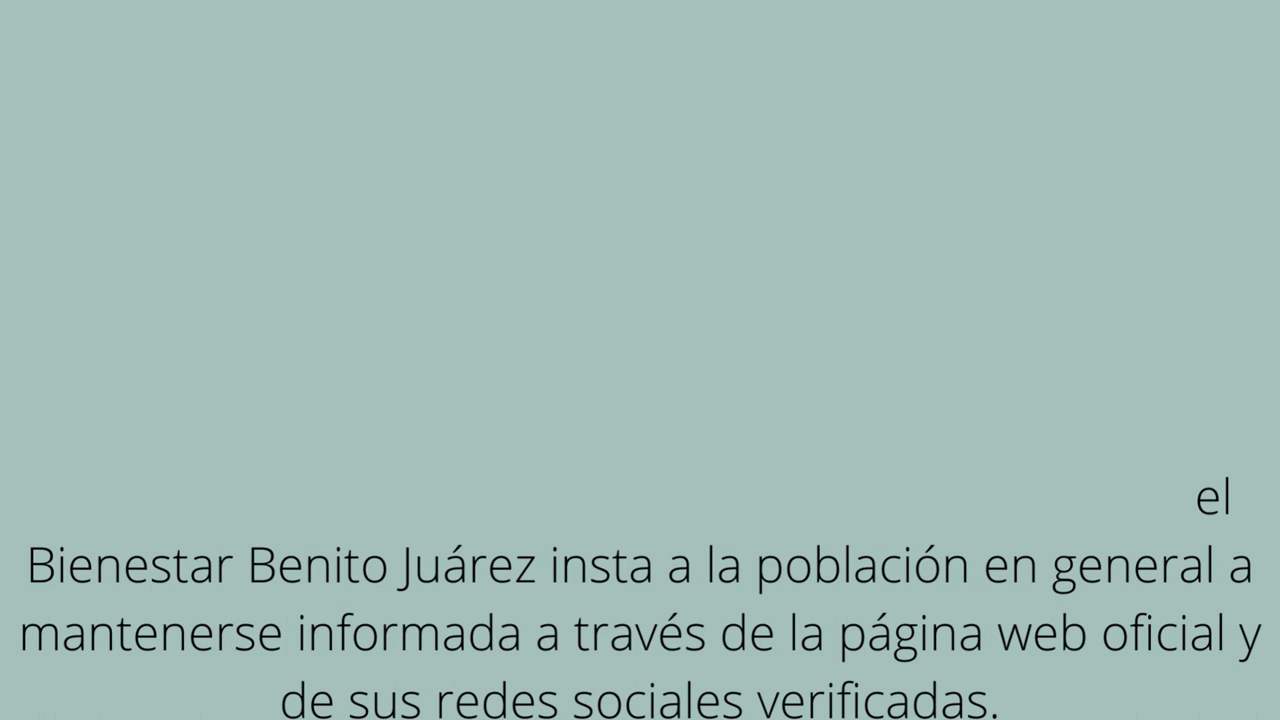 el
Bienestar Benito Juárez insta a la población en general a
mantenerse informada a través de la página web oficial y
de sus redes sociales verificadas.